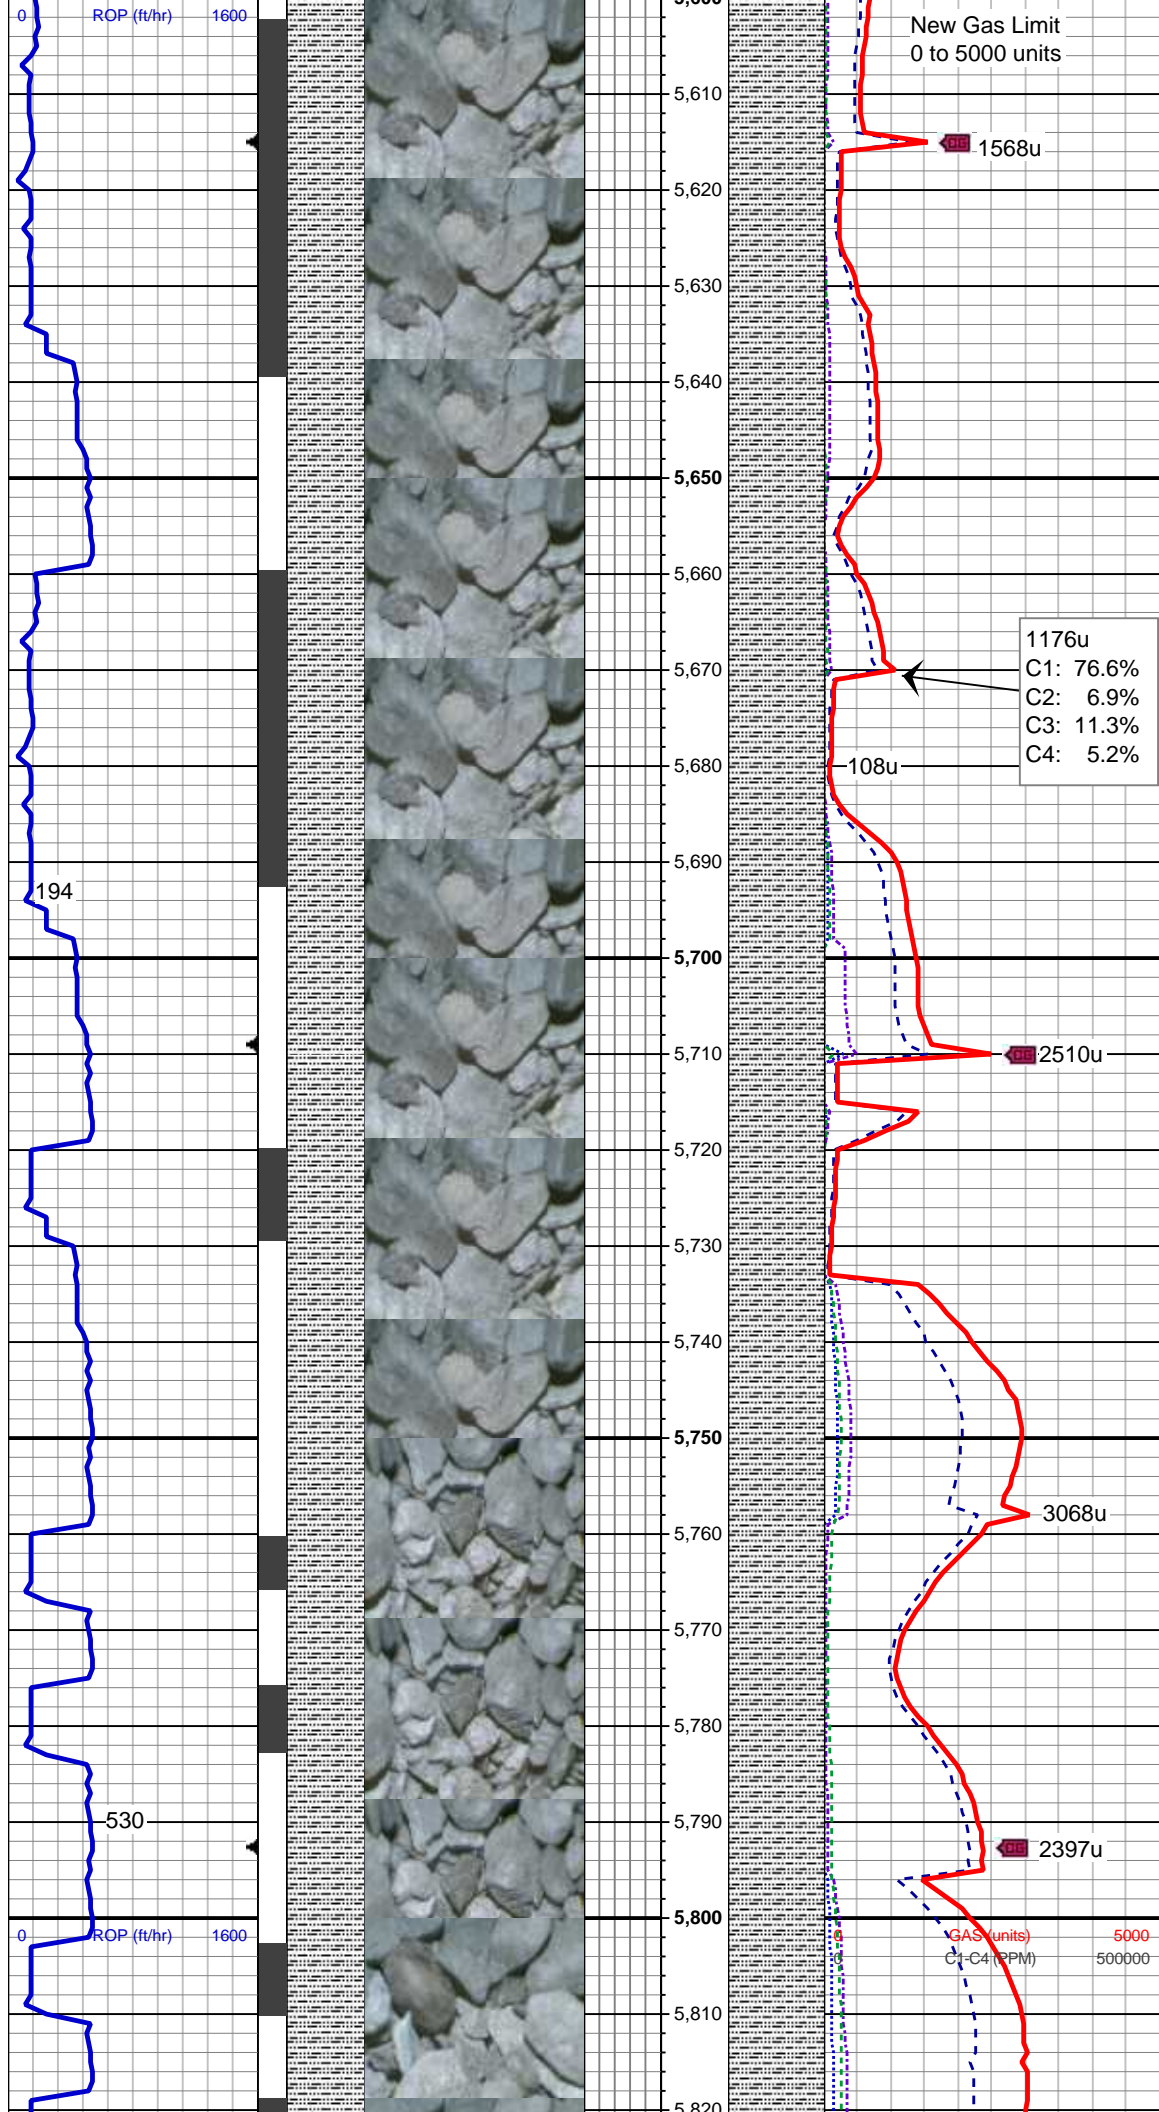 0 ROP (ft/hr) 1600
New Gas Limit
0 to 5000 units
5,610
CG 1568u
5,620
5,630
5,640
5,650
5,660
1176u
C1: 76.6%
C2: 6.9%
C3: 11.3%
C4: 5.2%
5,670
108u
5,680
5,690
194
5,700
5,710
CG 2510u
5,720
5,730
5,740
5,750
3068u
5,760
5,770
5,780
530
5,790
CG 2397u
5,800
0 ROP (ft/hr) 1600
0 GAS (units) 5000
0 C1-C4 (PPM) 500000
5,810
5,820